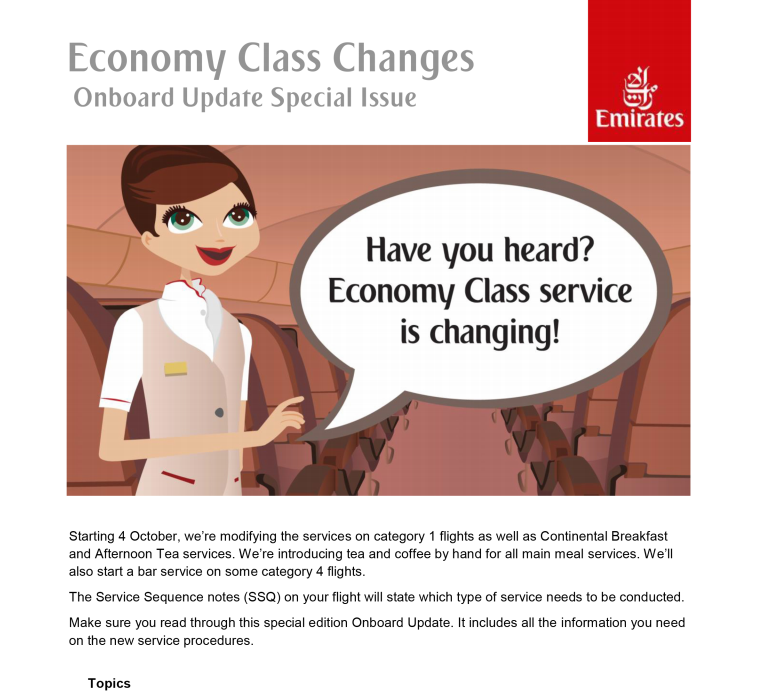 Economy Class Changes
Onboard Update Special Issue
Emirates
Have you heard?
Economy Class service
is changing!
Starting 4 October, we're modifying the services on category 1 flights as well as Continental Breakfast
and Afternoon Tea services. We're introducing tea and coffee by hand for all main meal services. We'll
also start a bar service on some category 4 flights.
The Service Sequence notes (SSQ) on your flight will state which type of service needs to be conducted.
Make sure you read through this special edition Onboard Update. It includes all the information you need
on the new service procedures.
Topics